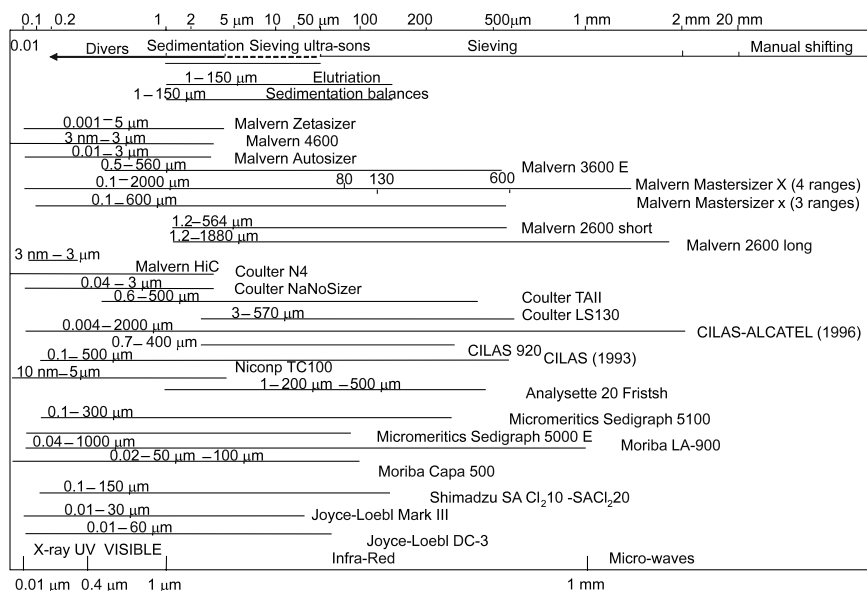 0.1 0.2 1 2 5 μm 10 50 μm 100 200 500μm 1 mm 2 mm 20 mm
0.01 Divers Sedimentation Sieving ultra-sons Sieving Manual shifting
1–150 μm Elutriation
1–150 μm Sedimentation balances
0.001–5 μm Malvern Zetasizer
3 nm–3 μm Malvern 4600
0.01–3 μm Malvern Autosizer
0.5–560 μm Malvern 3600 E
0.1–2000 μm 80 130 600 Malvern Mastersizer X (4 ranges)
0.1–600 μm Malvern Mastersizer x (3 ranges)
1.2–564 μm Malvern 2600 short
1.2–1880 μm Malvern 2600 long
3 nm – 3 μm
Malvern HiC Coulter N4
0.04 – 3 μm Coulter NaNoSizer
0.6–500 μm Coulter TAII
3–570 μm Coulter LS130
0.004–2000 μm CILAS-ALCATEL (1996)
0.7– 400 μm CILAS 920
0.1– 500 μm CILAS (1993)
10 nm–5μm Niconp TC100
1–200 μm –500 μm Analysette 20 Fristsh
0.1–300 μm Micromeritics Sedigraph 5100
Micromeritics Sedigraph 5000 E
0.04–1000 μm Moriba LA-900
0.02–50 μm –100 μm Moriba Capa 500
0.1–150 μm Shimadzu SA Cl₂10 -SACl₂20
0.01–30 μm Joyce-Loebl Mark III
0.01–60 μm Joyce-Loebl DC-3
X-ray UV VISIBLE Infra-Red Micro-waves
0.01 μm 0.4 μm 1 μm 1 mm